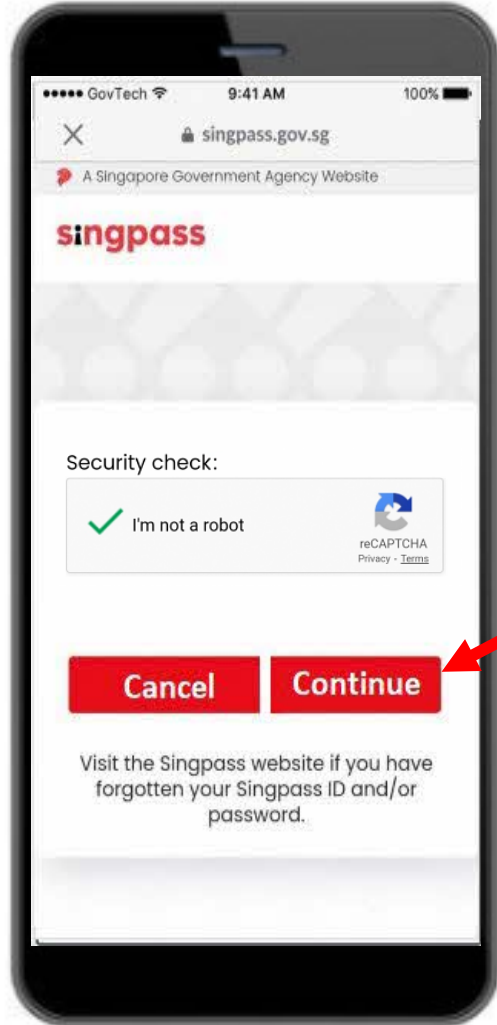 GovTech 9:41 AM 100%
singpass.gov.sg
A Singapore Government Agency Website
singpass
Security check:
I'm not a robot
reCAPTCHA
Privacy - Terms
Cancel Continue
Visit the Singpass website if you have
forgotten your Singpass ID and/or
password.